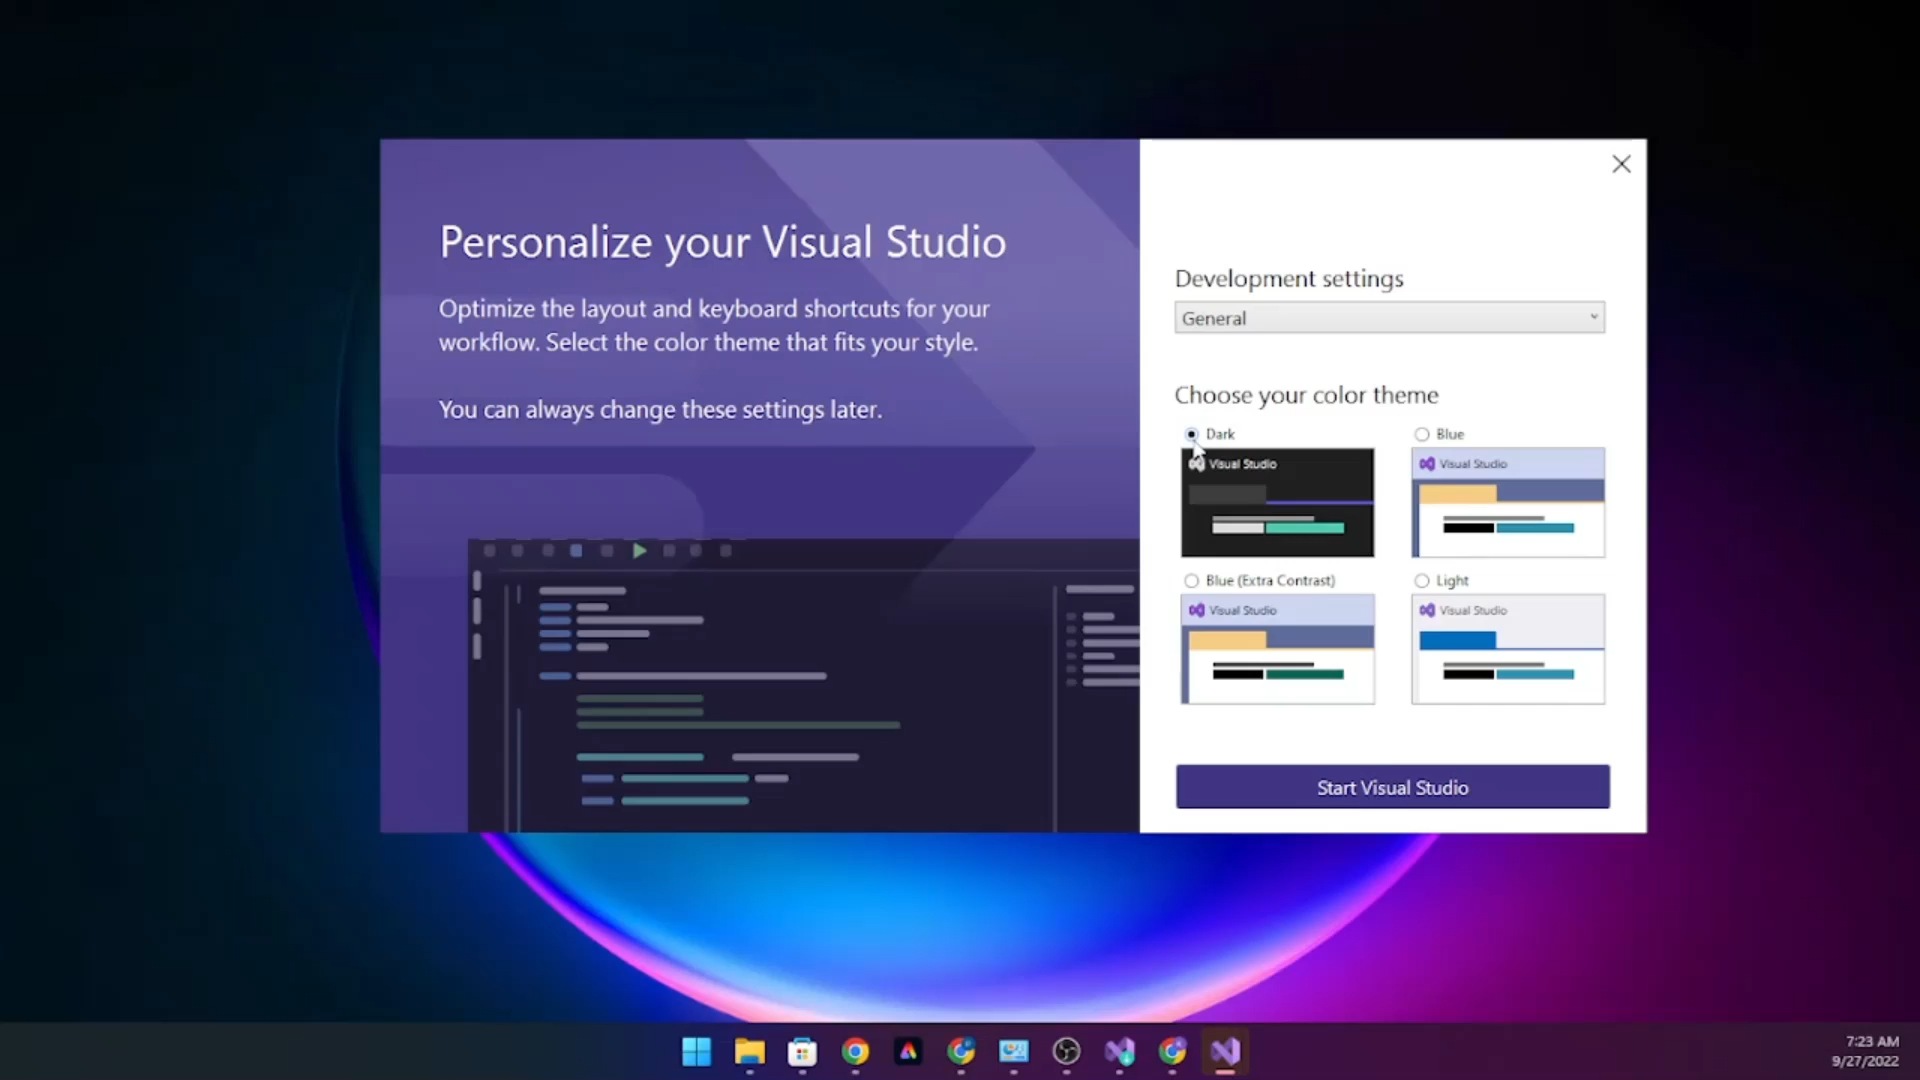 Personalize your Visual Studio
Optimize the layout and keyboard shortcuts for your
workflow. Select the color theme that fits your style.
You can always change these settings later.
Development settings
General
Choose your color theme
Dark
Blue
Visual Studio
Visual Studio
Blue (Extra Contrast)
Light
Visual Studio
Visual Studio
Start Visual Studio
7:23 AM
9/27/2022